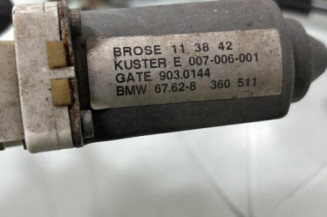 BROSE 11 38 42
KUSTER E 007-006-001
GATE 903.0144
BMW 67.62-8 360 511